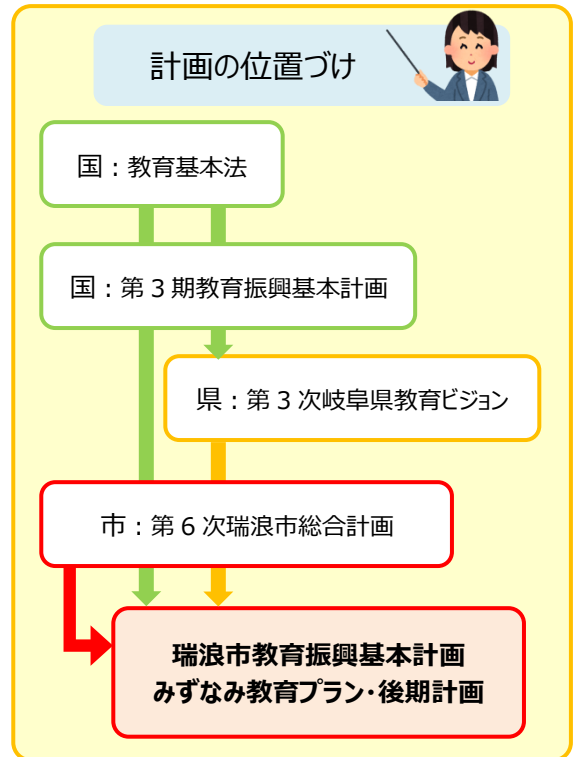 計画の位置づけ
国：教育基本法
国：第３期教育振興基本計画
県：第３次岐阜県教育ビジョン
市：第６次瑞浪市総合計画
瑞浪市教育振興基本計画
みずなみ教育プラン・後期計画